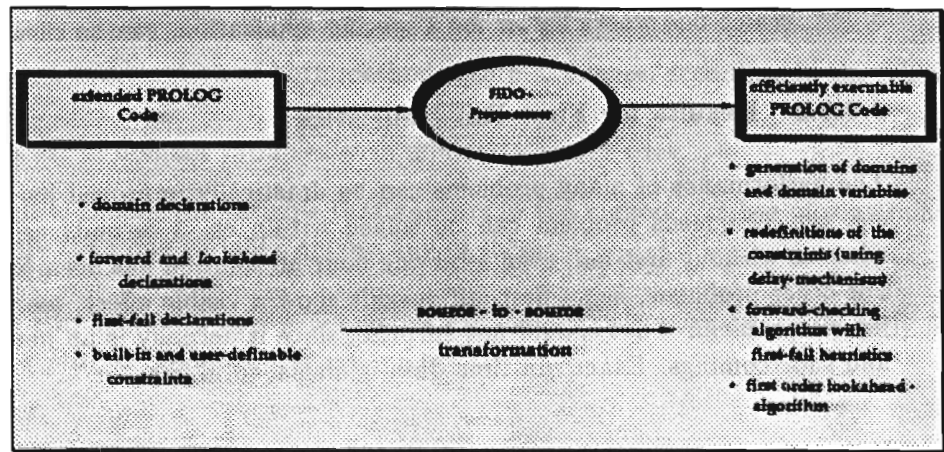 extended PROLOG
Code
FIDO-
Preprocessor
efficiently executable
PROLOG Code
• domain declarations
• forward and lookahead
declarations
• first-fail declarations
• built-in and user-definable
constraints
source - to - source
transformation
• generation of domains
and domain variables
• redefinitions of the
constraints (using
delay-mechanism)
• forward-checking
algorithm with
first-fail heuristics
• first order lookahead -
algorithm